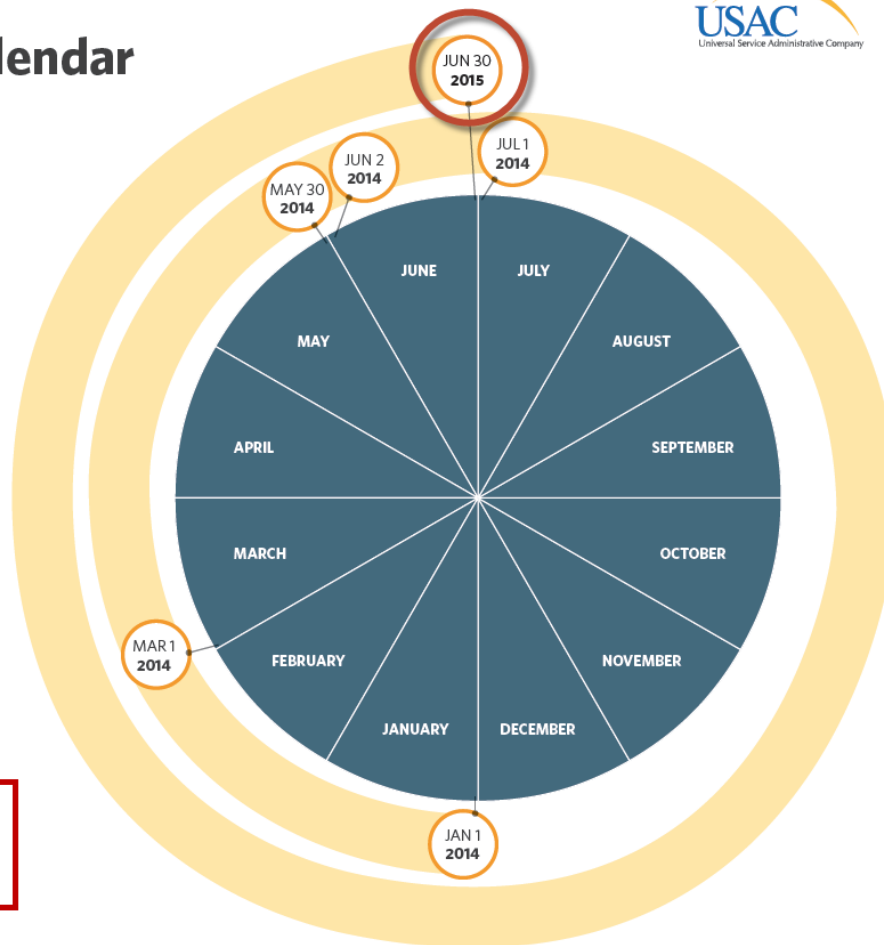 lendar
USAC
Universal Service Administrative Company
JUN 30
2015
JUL 1
2014
JUN 2
2014
MAY 30
2014
JUNE
JULY
MAY
AUGUST
APRIL
SEPTEMBER
MARCH
OCTOBER
MAR 1
2014
FEBRUARY
NOVEMBER
JANUARY
DECEMBER
JAN 1
2014